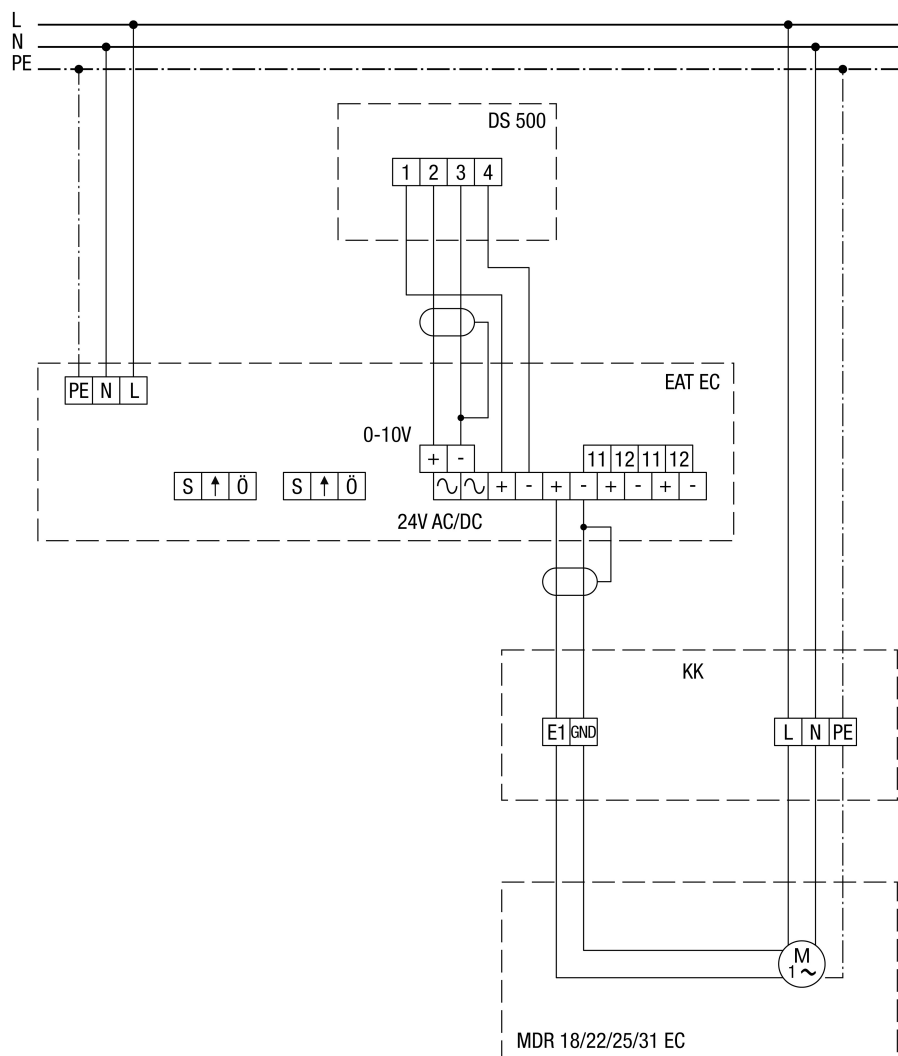 L
N
PE
DS 500
1 2 3 4
EAT EC
PE N L
0-10V
+ -
11 12 11 12
S ↑ Ö S ↑ Ö
∿ ∿ + - + - + - + -
24V AC/DC
KK
E1 GND
L N PE
M
1~
MDR 18/22/25/31 EC